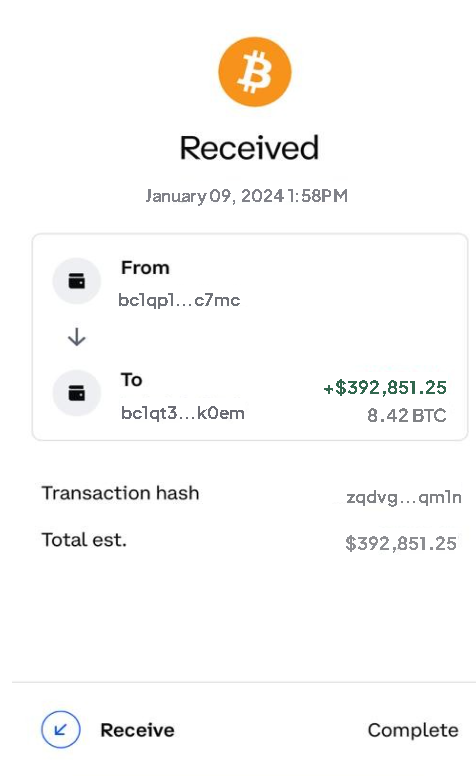 Received
January 09, 2024 1:58PM
From
bc1qp1...c7mc
To
+$392,851.25
bc1qt3...k0em
8.42 BTC
Transaction hash
zqdvg...qm1n
Total est.
$392,851.25
Receive
Complete